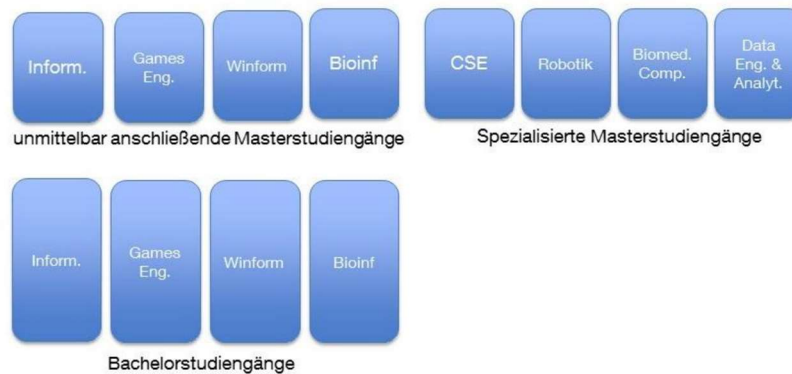 Inform.
Games
Eng.
Winform
Bioinf
unmittelbar anschließende Masterstudiengänge
CSE
Robotik
Biomed.
Comp.
Data
Eng. &
Analyt.
Spezialisierte Masterstudiengänge
Inform.
Games
Eng.
Winform
Bioinf
Bachelorstudiengänge